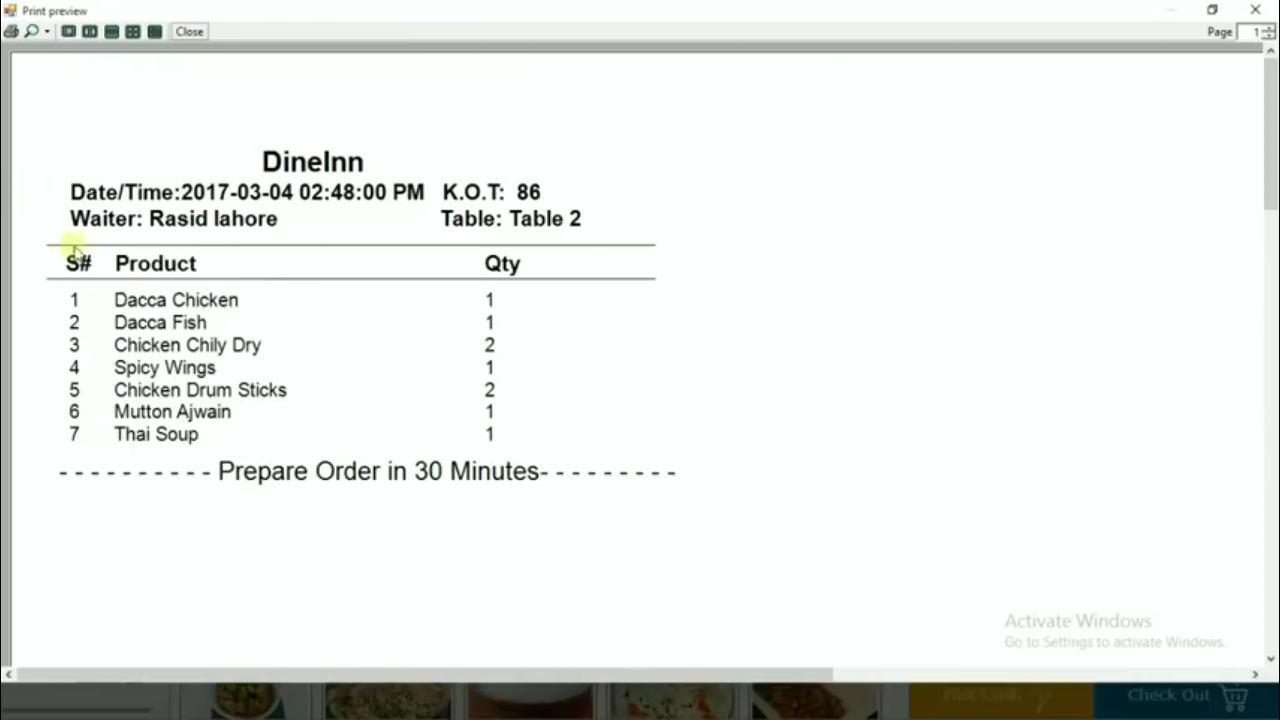 Print preview
Close
Page 1
DineInn
Date/Time:2017-03-04 02:48:00 PM K.O.T: 86
Waiter: Rasid lahore Table: Table 2
S# Product Qty
1 Dacca Chicken 1
2 Dacca Fish 1
3 Chicken Chily Dry 2
4 Spicy Wings 1
5 Chicken Drum Sticks 2
6 Mutton Ajwain 1
7 Thai Soup 1
- - - - - - - - - - Prepare Order in 30 Minutes- - - - - - - - -
Activate Windows
Go to Settings to activate Windows.
Check Out